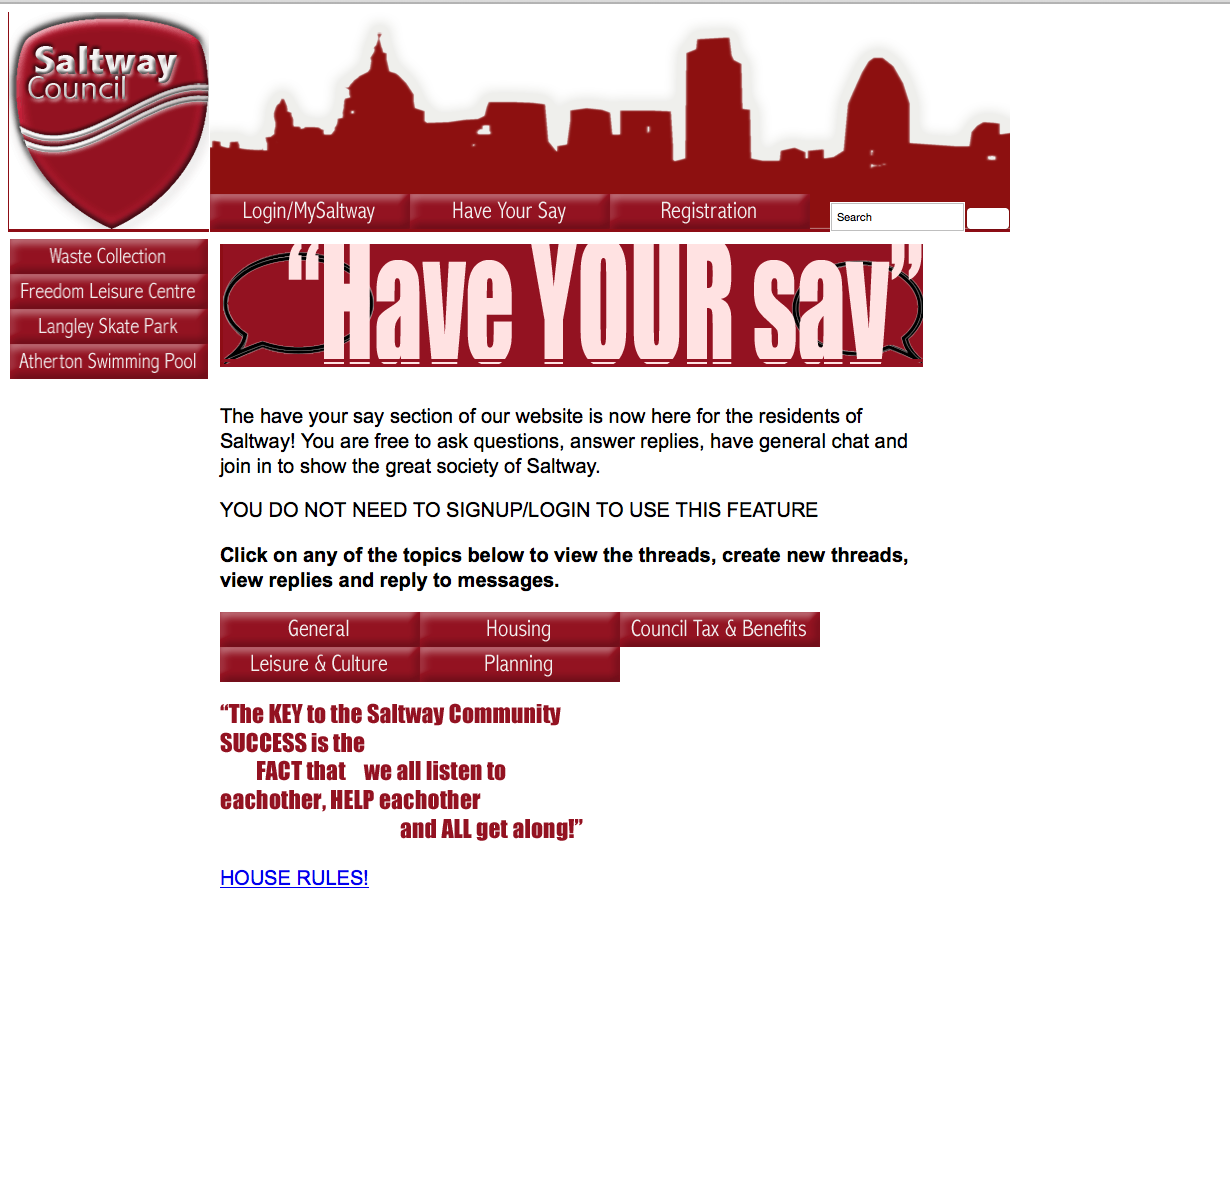 Saltway
Council
Login/MySaltway
Have Your Say
Registration
Search
Waste Collection
Freedom Leisure Centre
Langley Skate Park
Atherton Swimming Pool
“Have YOUR say”
The have your say section of our website is now here for the residents of
Saltway! You are free to ask questions, answer replies, have general chat and
join in to show the great society of Saltway.
YOU DO NOT NEED TO SIGNUP/LOGIN TO USE THIS FEATURE
Click on any of the topics below to view the threads, create new threads,
view replies and reply to messages.
General
Housing
Council Tax & Benefits
Leisure & Culture
Planning
“The KEY to the Saltway Community
SUCCESS is the
FACT that we all listen to
eachother, HELP eachother
and ALL get along!”
HOUSE RULES!